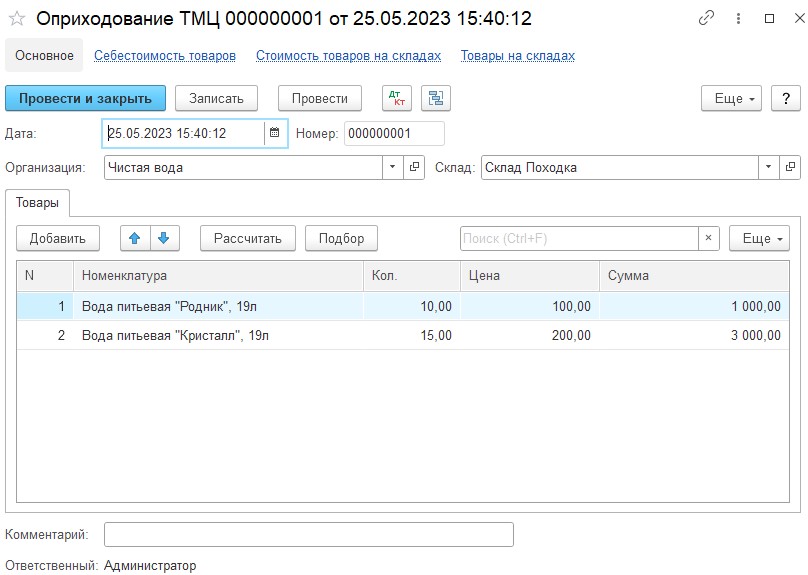 Оприходование ТМЦ 000000001 от 25.05.2023 15:40:12
Основное Себестоимость товаров Стоимость товаров на складах Товары на складах
Провести и закрыть Записать Провести Дт Кт Еще ?
Дата: 25.05.2023 15:40:12 Номер: 000000001
Организация: Чистая вода Склад: Склад Походка
Товары
Добавить Рассчитать Подбор Поиск (Ctrl+F) × Еще
N Номенклатура Кол. Цена Сумма
1 Вода питьевая "Родник", 19л 10,00 100,00 1 000,00
2 Вода питьевая "Кристалл", 19л 15,00 200,00 3 000,00
Комментарий:
Ответственный: Администратор